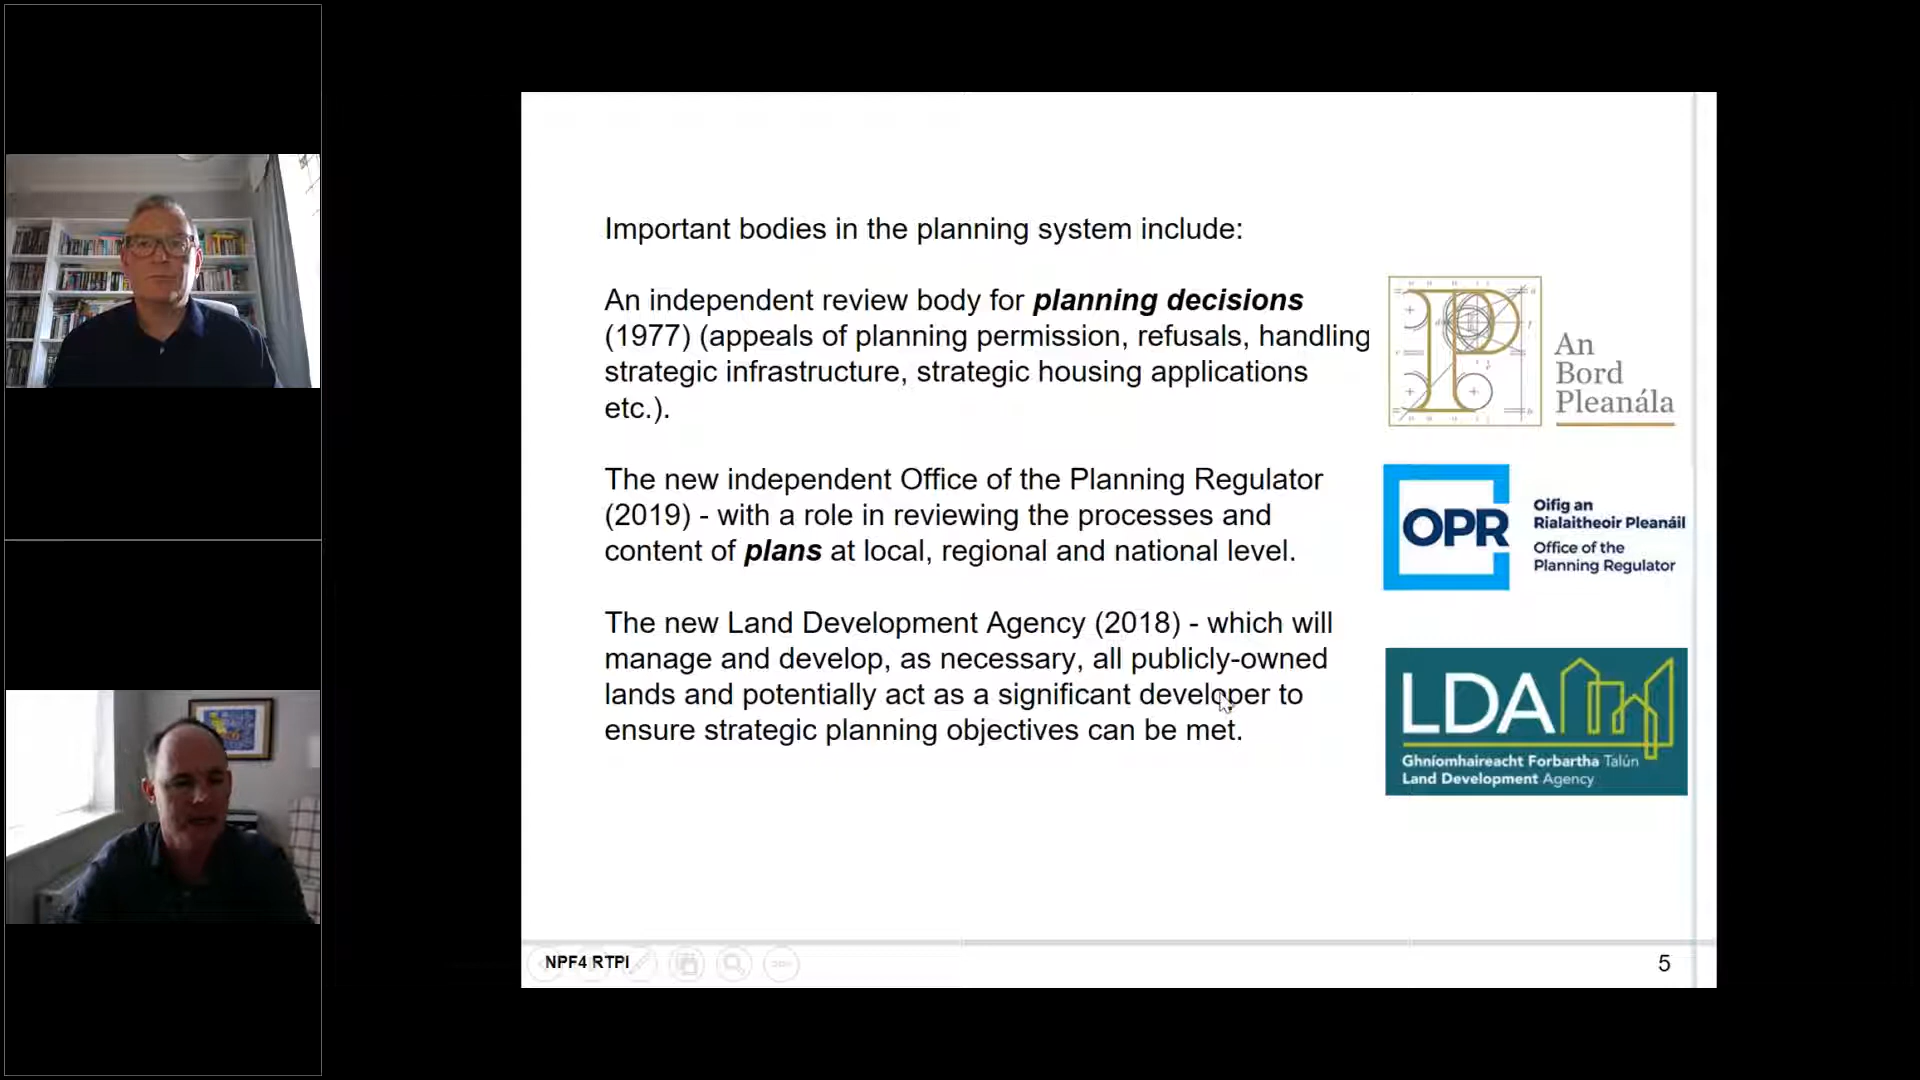 Important bodies in the planning system include:
An independent review body for planning decisions
(1977) (appeals of planning permission, refusals, handling
strategic infrastructure, strategic housing applications
etc.).
An
Bord
Pleanála
The new independent Office of the Planning Regulator
(2019) - with a role in reviewing the processes and
content of plans at local, regional and national level.
OPR
Oifig an
Rialaitheoir Pleanáil
Office of the
Planning Regulator
The new Land Development Agency (2018) - which will
manage and develop, as necessary, all publicly-owned
lands and potentially act as a significant developer to
ensure strategic planning objectives can be met.
LDA
Ghníomhaireacht Forbartha Talún
Land Development Agency
NPF4 RTPI
5